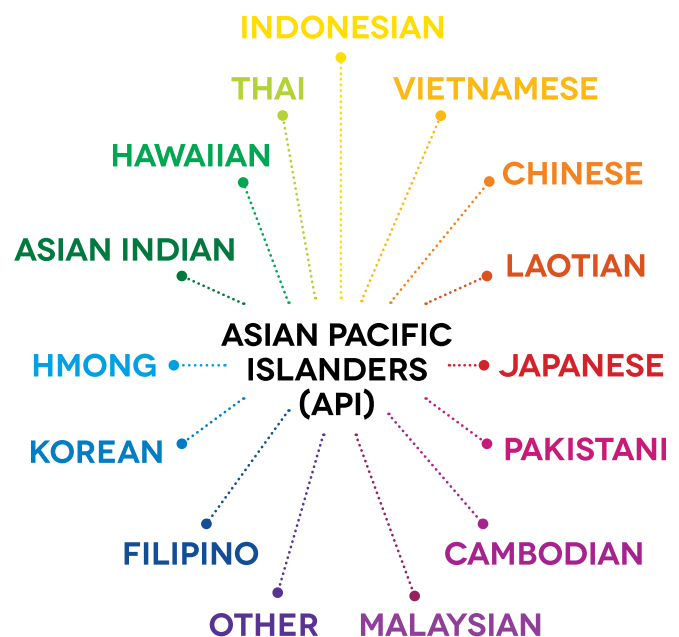 INDONESIAN
THAI
VIETNAMESE
HAWAIIAN
CHINESE
ASIAN INDIAN
LAOTIAN
ASIAN PACIFIC
ISLANDERS
(API)
HMONG
JAPANESE
KOREAN
PAKISTANI
FILIPINO
CAMBODIAN
OTHER
MALAYSIAN